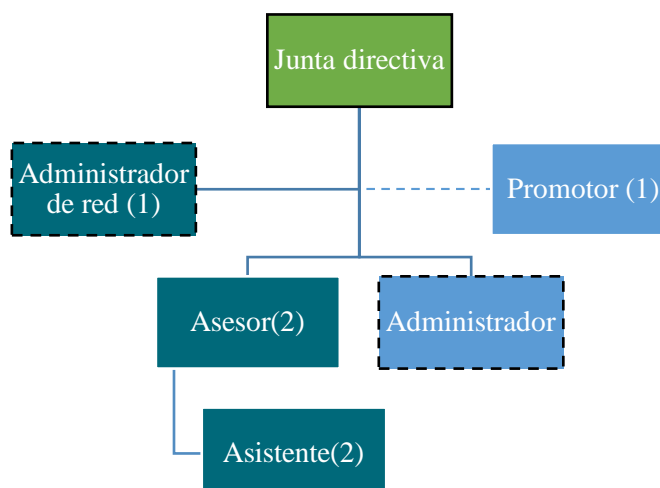 Junta directiva
Administrador
de red (1)
Promotor (1)
Asesor(2)
Administrador
Asistente(2)